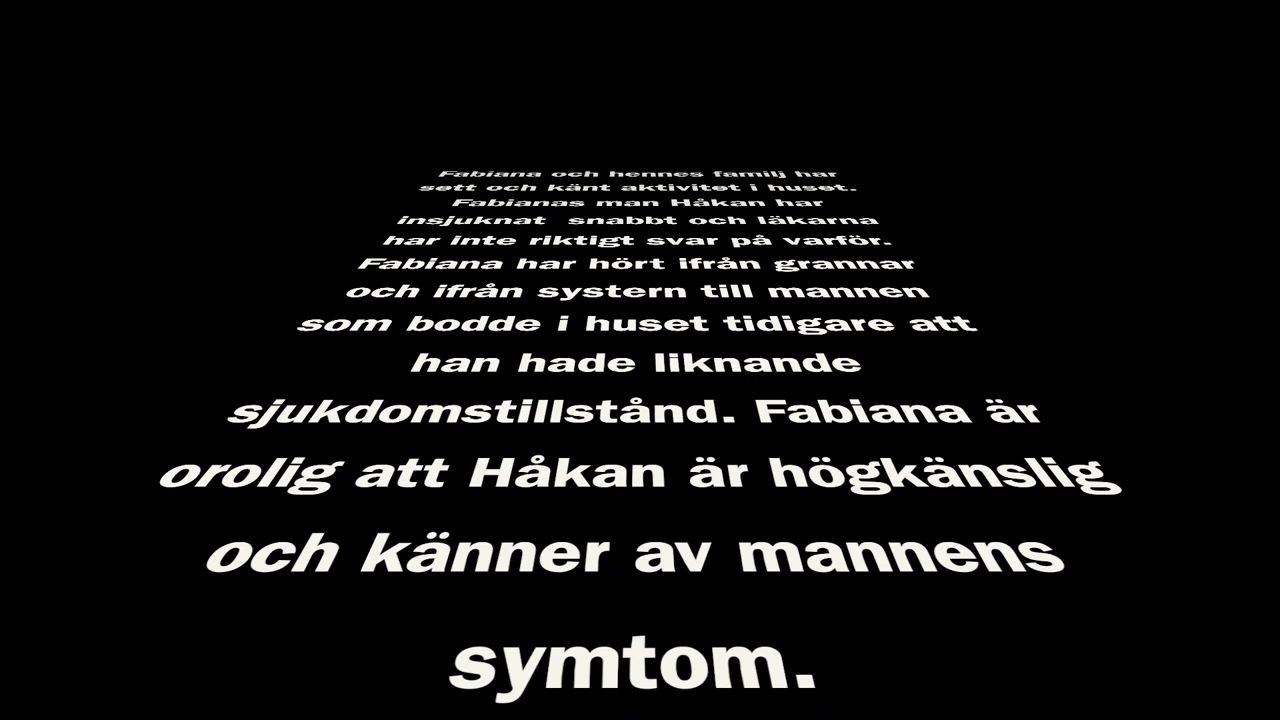 Fabiana och hennes familj har
sett och känt aktivitet i huset.
Fabianas man Håkan har
insjuknat  snabbt och läkarna
har inte riktigt svar på varför.
Fabiana har hört ifrån grannar
och ifrån systern till mannen
som bodde i huset tidigare att
han hade liknande
sjukdomstillstånd. Fabiana är
orolig att Håkan är högkänslig
och känner av mannens
symtom.